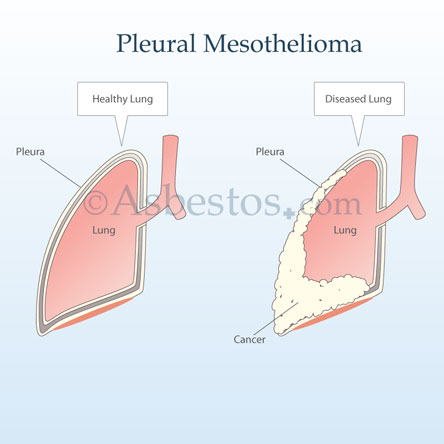 Pleural Mesothelioma
Healthy Lung
Diseased Lung
Pleura
Pleura
©Asbestos.com
Lung
Lung
Cancer